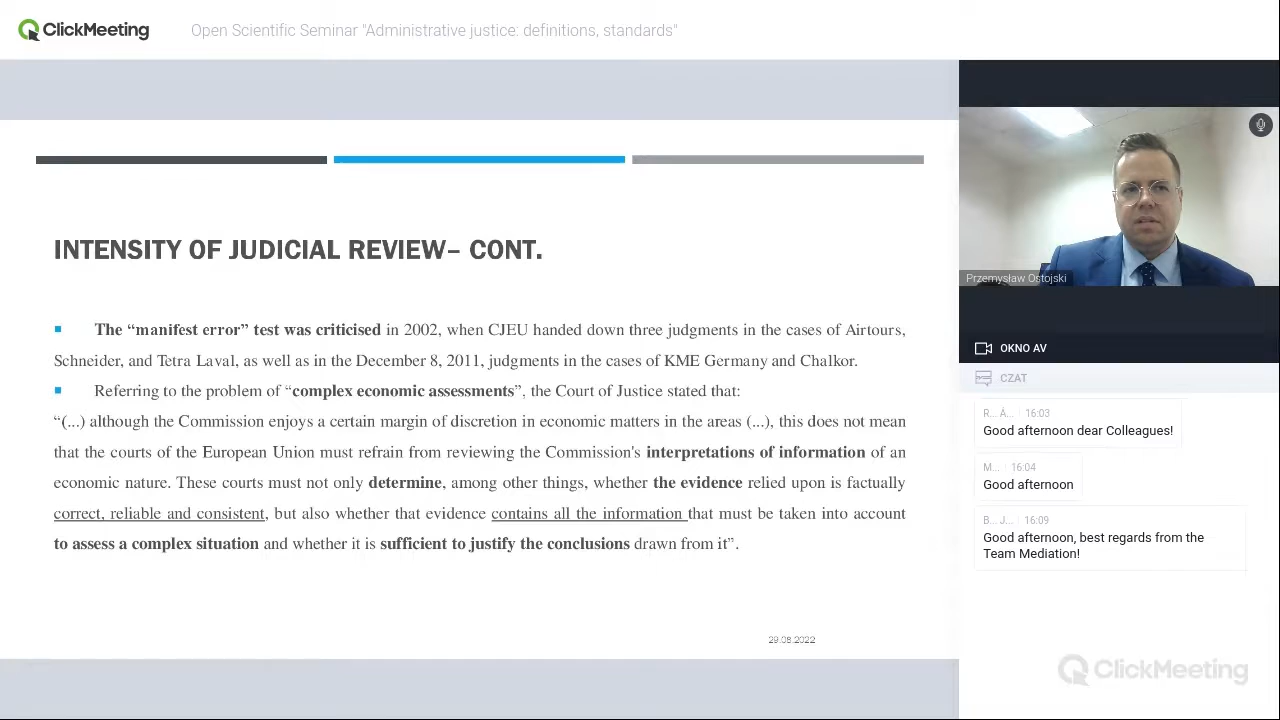 ClickMeeting
Open Scientific Seminar "Administrative justice: definitions, standards"
INTENSITY OF JUDICIAL REVIEW– CONT.
The “manifest error” test was criticised in 2002, when CJEU handed down three judgments in the cases of Airtours,
Schneider, and Tetra Laval, as well as in the December 8, 2011, judgments in the cases of KME Germany and Chalkor.
Referring to the problem of “complex economic assessments”, the Court of Justice stated that:
“(...) although the Commission enjoys a certain margin of discretion in economic matters in the areas (...), this does not mean
that the courts of the European Union must refrain from reviewing the Commission's interpretations of information of an
economic nature. These courts must not only determine, among other things, whether the evidence relied upon is factually
correct, reliable and consistent, but also whether that evidence contains all the information that must be taken into account
to assess a complex situation and whether it is sufficient to justify the conclusions drawn from it”.
29.08.2022
Przemysław Ostojski
OKNO AV
CZAT
R... A... 16:03
Good afternoon dear Colleagues!
M... 16:04
Good afternoon
B... J... 16:09
Good afternoon, best regards from the
Team Mediation!
ClickMeeting